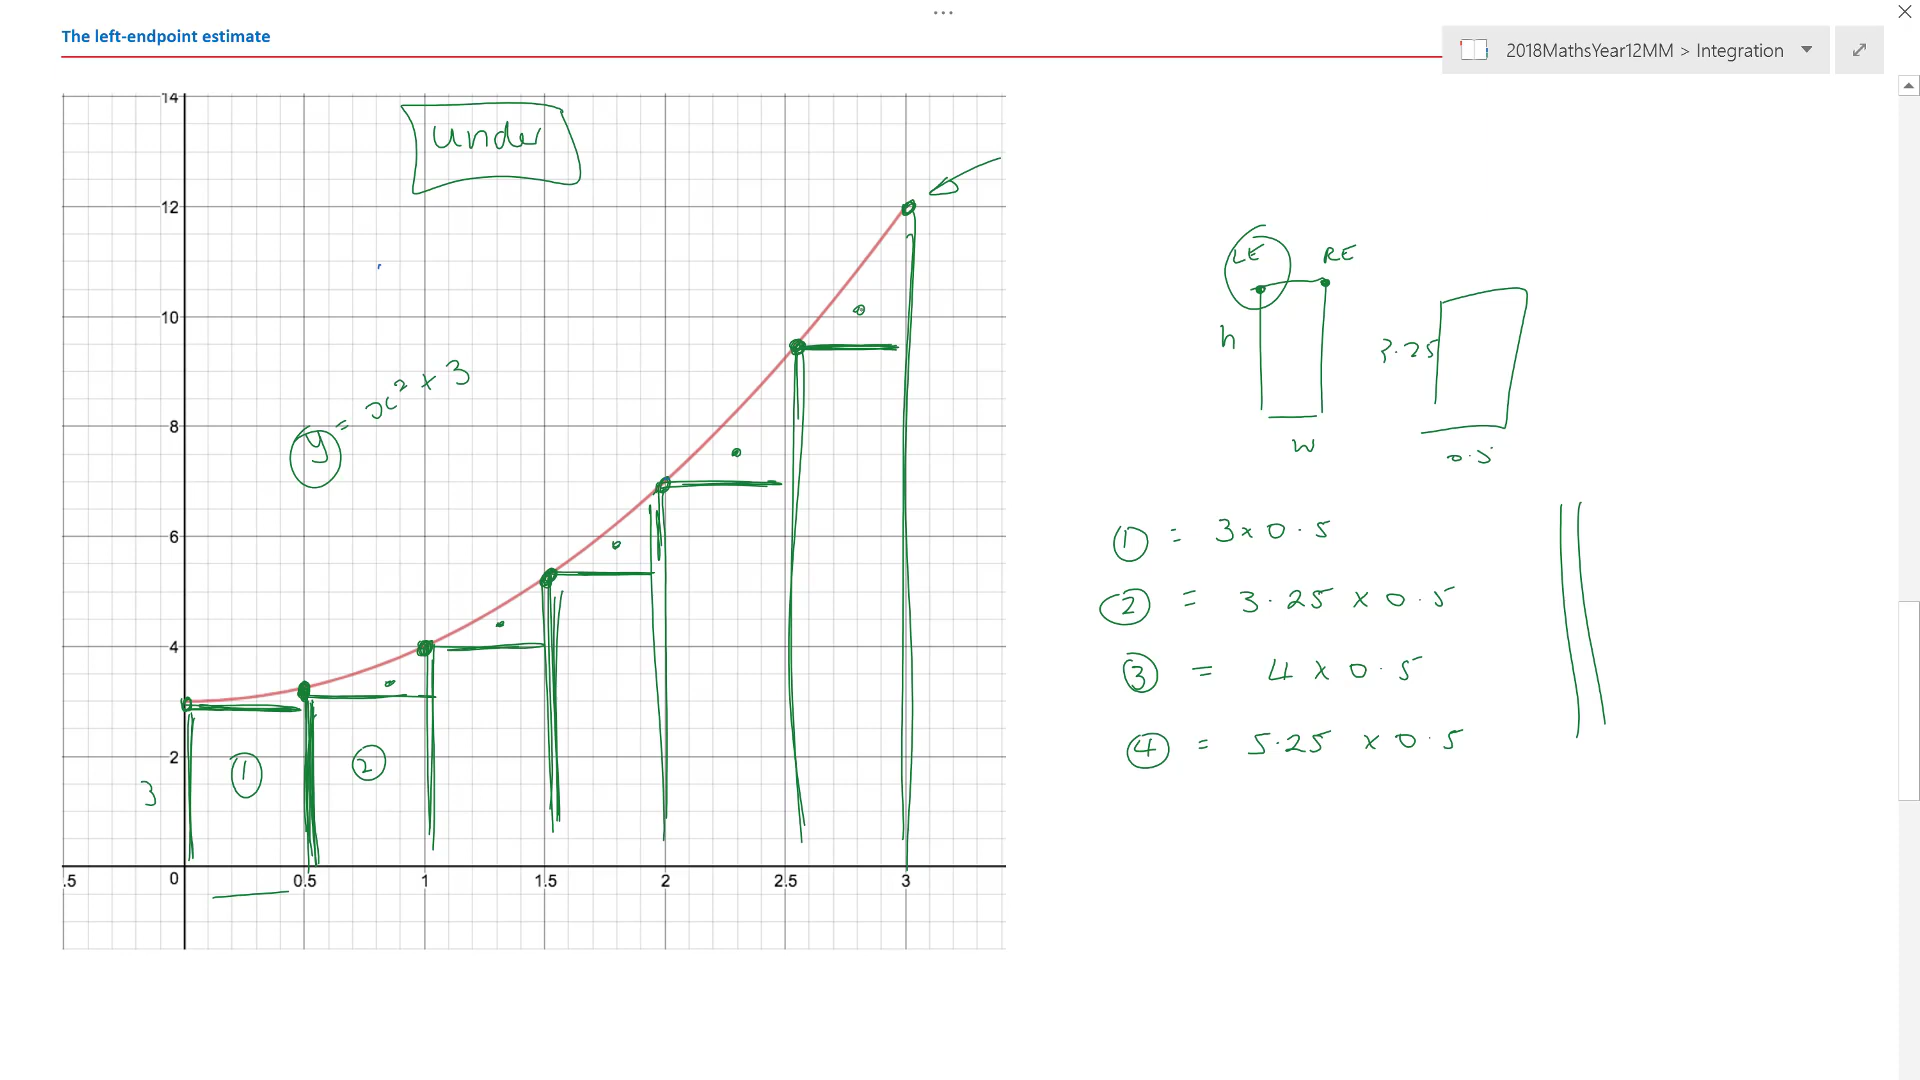 The left-endpoint estimate
2018MathsYear12MM > Integration
14
under
12
10
8
6
4
2
y = x² + 3
3
① ②
.5 0 0.5 1 1.5 2 2.5 3
LE RE
h
w
3.25
0.5
① = 3 x 0.5
② = 3.25 x 0.5
③ = 4 x 0.5
④ = 5.25 x 0.5